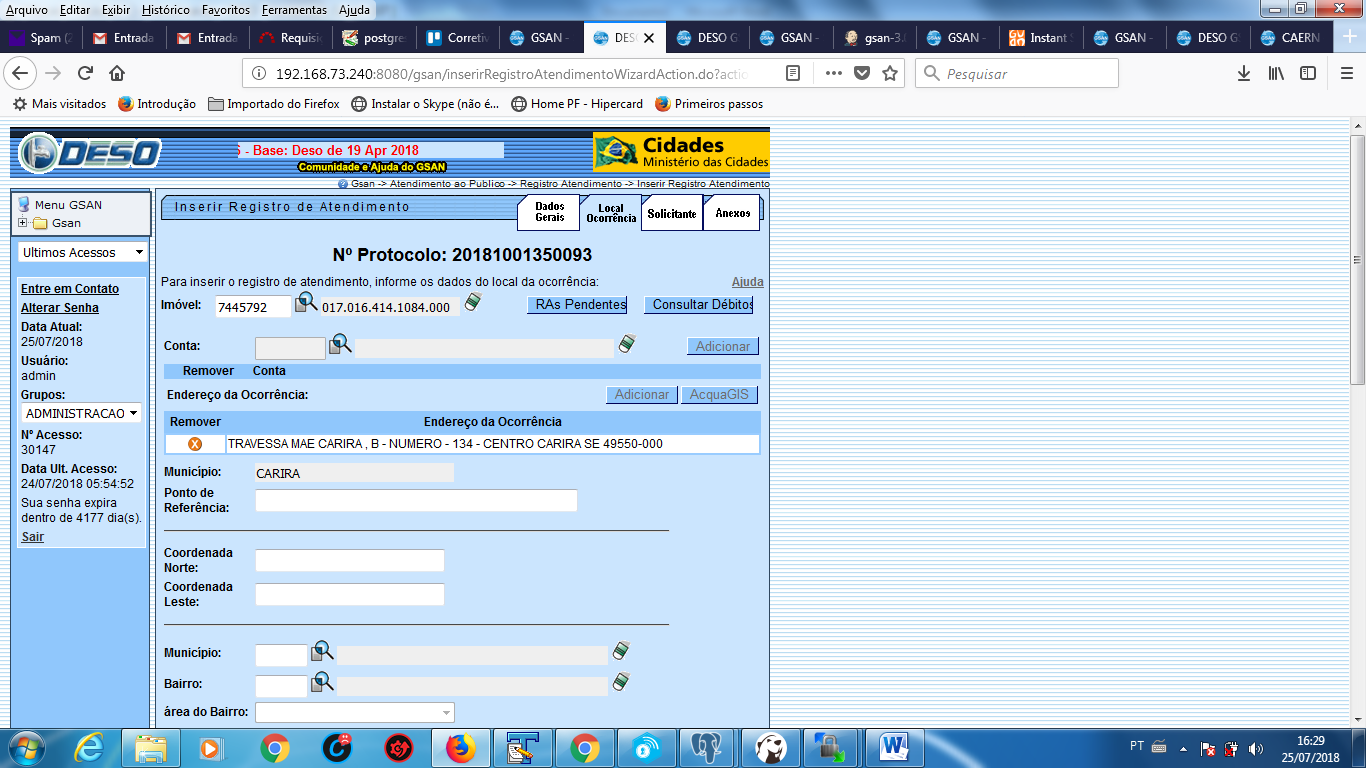 Arquivo Editar Exibir Histórico Favoritos Ferramentas Ajuda
Spam (2 Entrada Entrada Requisi postgre Corretiv GSAN - DESO DESO G GSAN - gsan-3. GSAN - Instant S GSAN - DESO GS CAERN
192.168.73.240:8080/gsan/inserirRegistroAtendimentoWizardAction.do?actio
Pesquisar
Mais visitados Introdução Importado do Firefox Instalar o Skype (não é... Home PF - Hipercard Primeiros passos
DESO
- Base: Deso de 19 Apr 2018
Comunidade e Ajuda do GSAN
Cidades
Ministério das Cidades
Gsan -> Atendimento ao Publico -> Registro Atendimento -> Inserir Registro Atendimento
Menu GSAN
Gsan
Ultimos Acessos
Entre em Contato
Alterar Senha
Data Atual:
25/07/2018
Usuário:
admin
Grupos:
ADMINISTRACAO
Nº Acesso:
30147
Data Ult. Acesso:
24/07/2018 05:54:52
Sua senha expira
dentro de 4177 dia(s).
Sair
Inserir Registro de Atendimento
Dados Gerais
Local Ocorrência
Solicitante
Anexos
Nº Protocolo: 20181001350093
Para inserir o registro de atendimento, informe os dados do local da ocorrência:
Ajuda
Imóvel: 7445792 017.016.414.1084.000 RAs Pendentes Consultar Débitos
Conta: Adicionar
Remover Conta
Endereço da Ocorrência: Adicionar AcquaGIS
Remover Endereço da Ocorrência
TRAVESSA MAE CARIRA , B - NUMERO - 134 - CENTRO CARIRA SE 49550-000
Município: CARIRA
Ponto de
Referência:
Coordenada
Norte:
Coordenada
Leste:
Município:
Bairro:
área do Bairro:
PT
16:29
25/07/2018